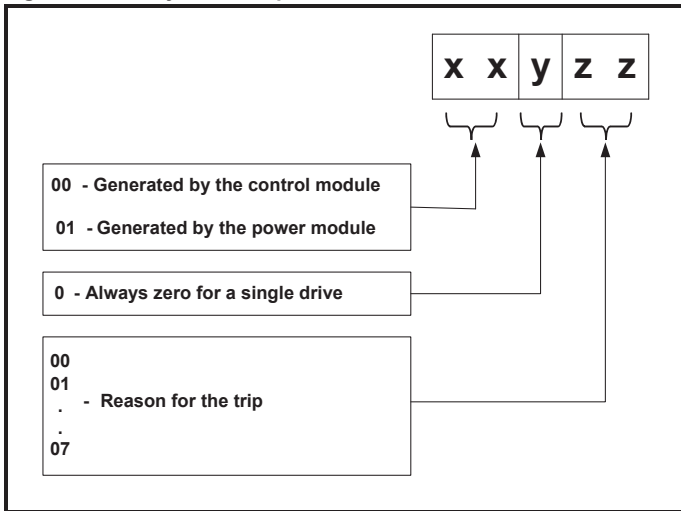 x x y z z
00 - Generated by the control module
01 - Generated by the power module
0 - Always zero for a single drive
00
01
.
- Reason for the trip
.
07